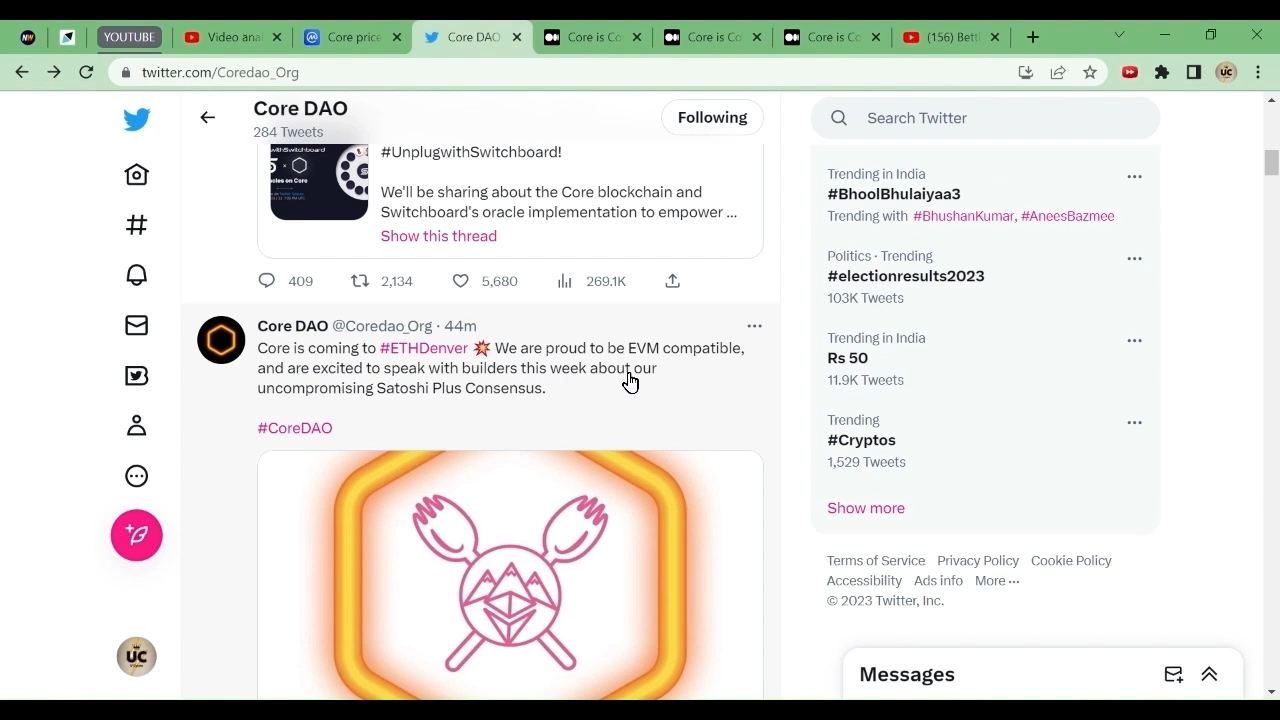 YOUTUBE
Video anal
Core price
Core DAO
Core is Co
Core is Co
Core is Co
(156) Betti
twitter.com/Coredao_Org
UC
Core DAO
284 Tweets
Following
#UnplugwithSwitchboard!
We'll be sharing about the Core blockchain and
Switchboard's oracle implementation to empower ...
Show this thread
409 2,134 5,680 269.1K
Core DAO @Coredao_Org · 44m
Core is coming to #ETHDenver 💥 We are proud to be EVM compatible,
and are excited to speak with builders this week about our
uncompromising Satoshi Plus Consensus.
#CoreDAO
UC
Search Twitter
Trending in India
#BhoolBhulaiyaa3
Trending with #BhushanKumar, #AneesBazmee
Politics · Trending
#electionresults2023
103K Tweets
Trending in India
Rs 50
11.9K Tweets
Trending
#Cryptos
1,529 Tweets
Show more
Terms of Service Privacy Policy Cookie Policy
Accessibility Ads info More ···
© 2023 Twitter, Inc.
Messages